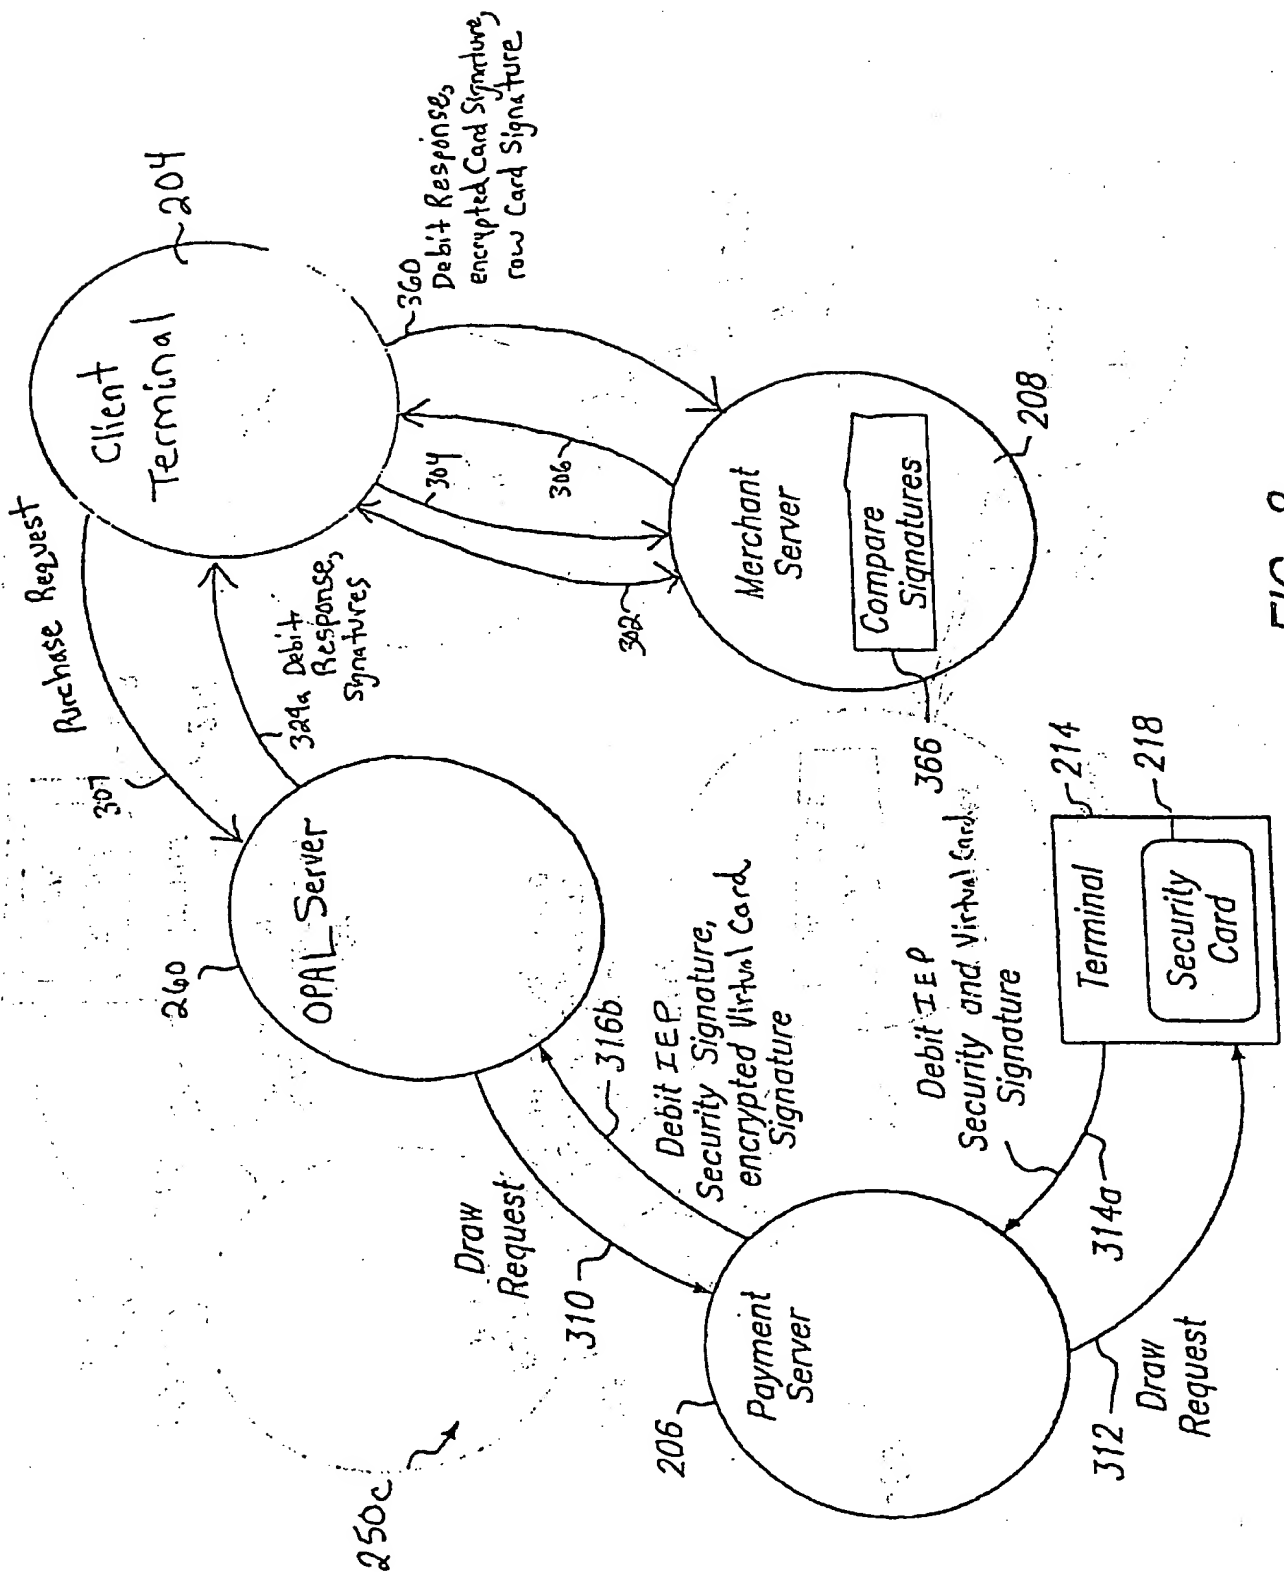 Client
Terminal
204
Purchase Request
307
324a Debit
Response,
signatures
360
Debit Response,
encrypted Card Signature,
raw Card Signature
304
306
302
Merchant
Server
Compare
Signatures
208
366
260
OPAL Server
Draw
Request
310
316b
Debit IEP
Security Signature,
encrypted Virtual Card
Signature
250c
206
Payment
Server
Debit IEP
Security and Virtual Card
Signature
314a
312
Draw
Request
Terminal
214
Security
Card
218